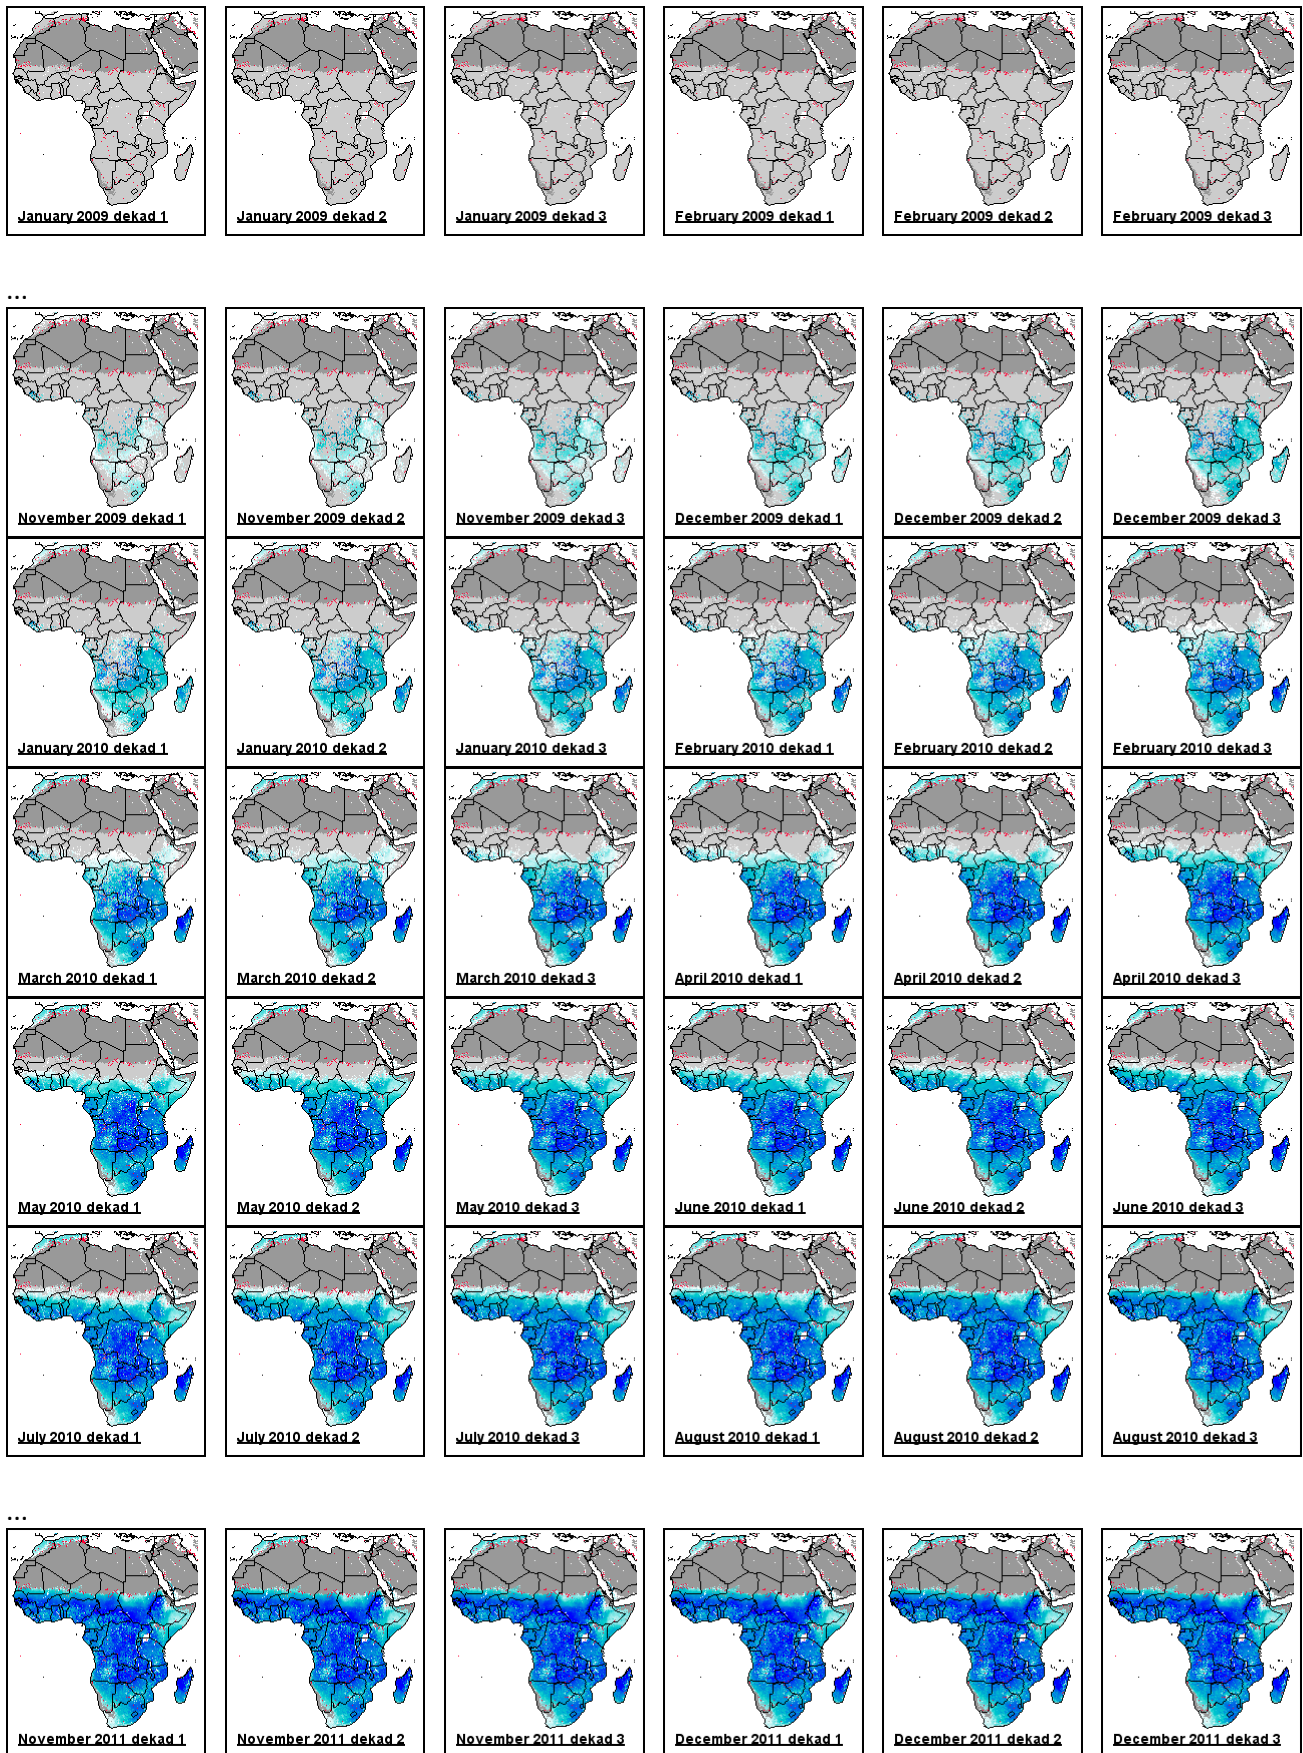 January 2009 dekad 1 January 2009 dekad 2 January 2009 dekad 3 February 2009 dekad 1 February 2009 dekad 2 February 2009 dekad 3
...
November 2009 dekad 1 November 2009 dekad 2 November 2009 dekad 3 December 2009 dekad 1 December 2009 dekad 2 December 2009 dekad 3
January 2010 dekad 1 January 2010 dekad 2 January 2010 dekad 3 February 2010 dekad 1 February 2010 dekad 2 February 2010 dekad 3
March 2010 dekad 1 March 2010 dekad 2 March 2010 dekad 3 April 2010 dekad 1 April 2010 dekad 2 April 2010 dekad 3
May 2010 dekad 1 May 2010 dekad 2 May 2010 dekad 3 June 2010 dekad 1 June 2010 dekad 2 June 2010 dekad 3
July 2010 dekad 1 July 2010 dekad 2 July 2010 dekad 3 August 2010 dekad 1 August 2010 dekad 2 August 2010 dekad 3
...
November 2011 dekad 1 November 2011 dekad 2 November 2011 dekad 3 December 2011 dekad 1 December 2011 dekad 2 December 2011 dekad 3